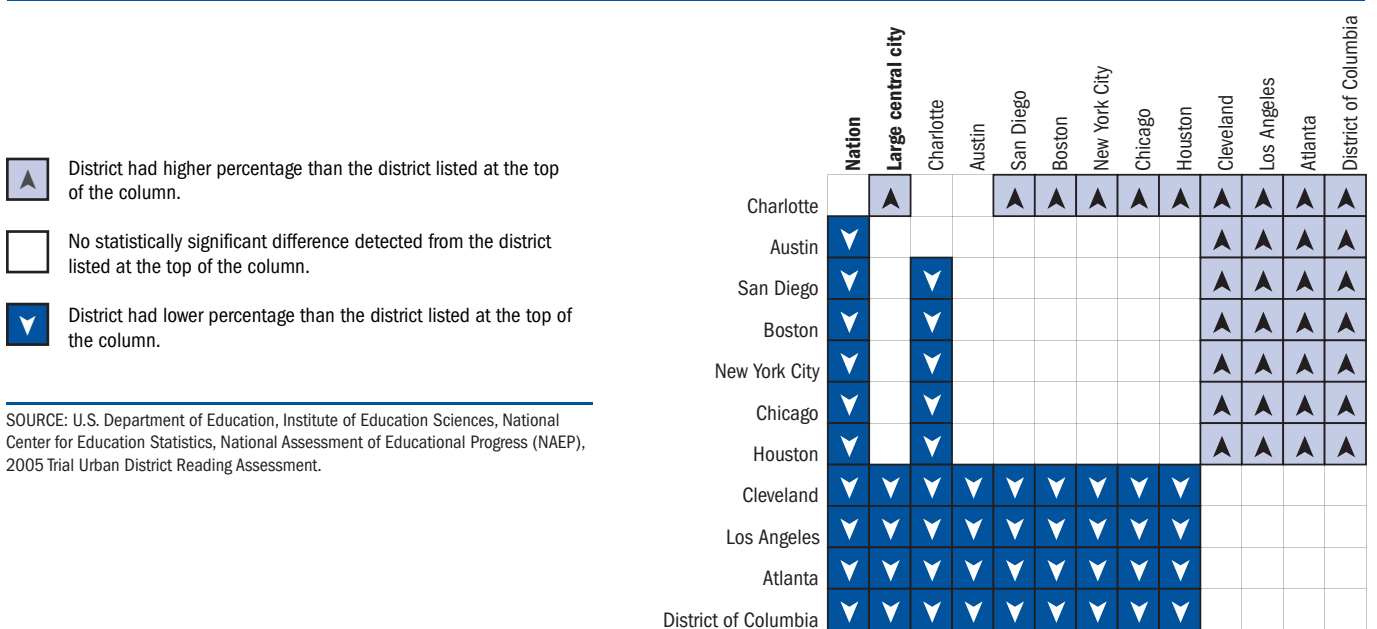 District had higher percentage than the district listed at the top
of the column.
No statistically significant difference detected from the district
listed at the top of the column.
District had lower percentage than the district listed at the top of
the column.
SOURCE: U.S. Department of Education, Institute of Education Sciences, National
Center for Education Statistics, National Assessment of Educational Progress (NAEP),
2005 Trial Urban District Reading Assessment.
Nation
Large central city
Charlotte
Austin
San Diego
Boston
New York City
Chicago
Houston
Cleveland
Los Angeles
Atlanta
District of Columbia
Charlotte
Austin
San Diego
Boston
New York City
Chicago
Houston
Cleveland
Los Angeles
Atlanta
District of Columbia